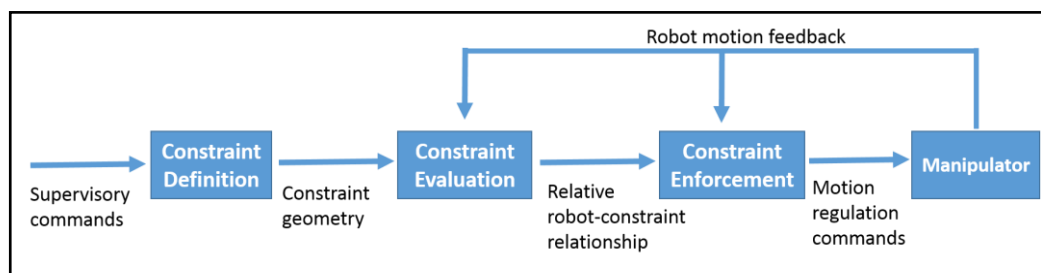 Robot motion feedback
Constraint
Definition
Constraint
Evaluation
Constraint
Enforcement
Manipulator
Supervisory
commands
Constraint
geometry
Relative
robot-constraint
relationship
Motion
regulation
commands